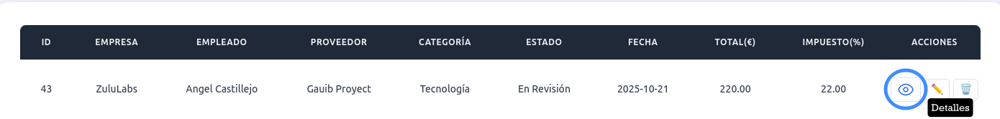 ID EMPRESA EMPLEADO PROVEEDOR CATEGORÍA ESTADO FECHA TOTAL(€) IMPUESTO(%) ACCIONES
43 ZuluLabs Angel Castillejo Gauib Proyect Tecnología En Revisión 2025-10-21 220.00 22.00
Detalles